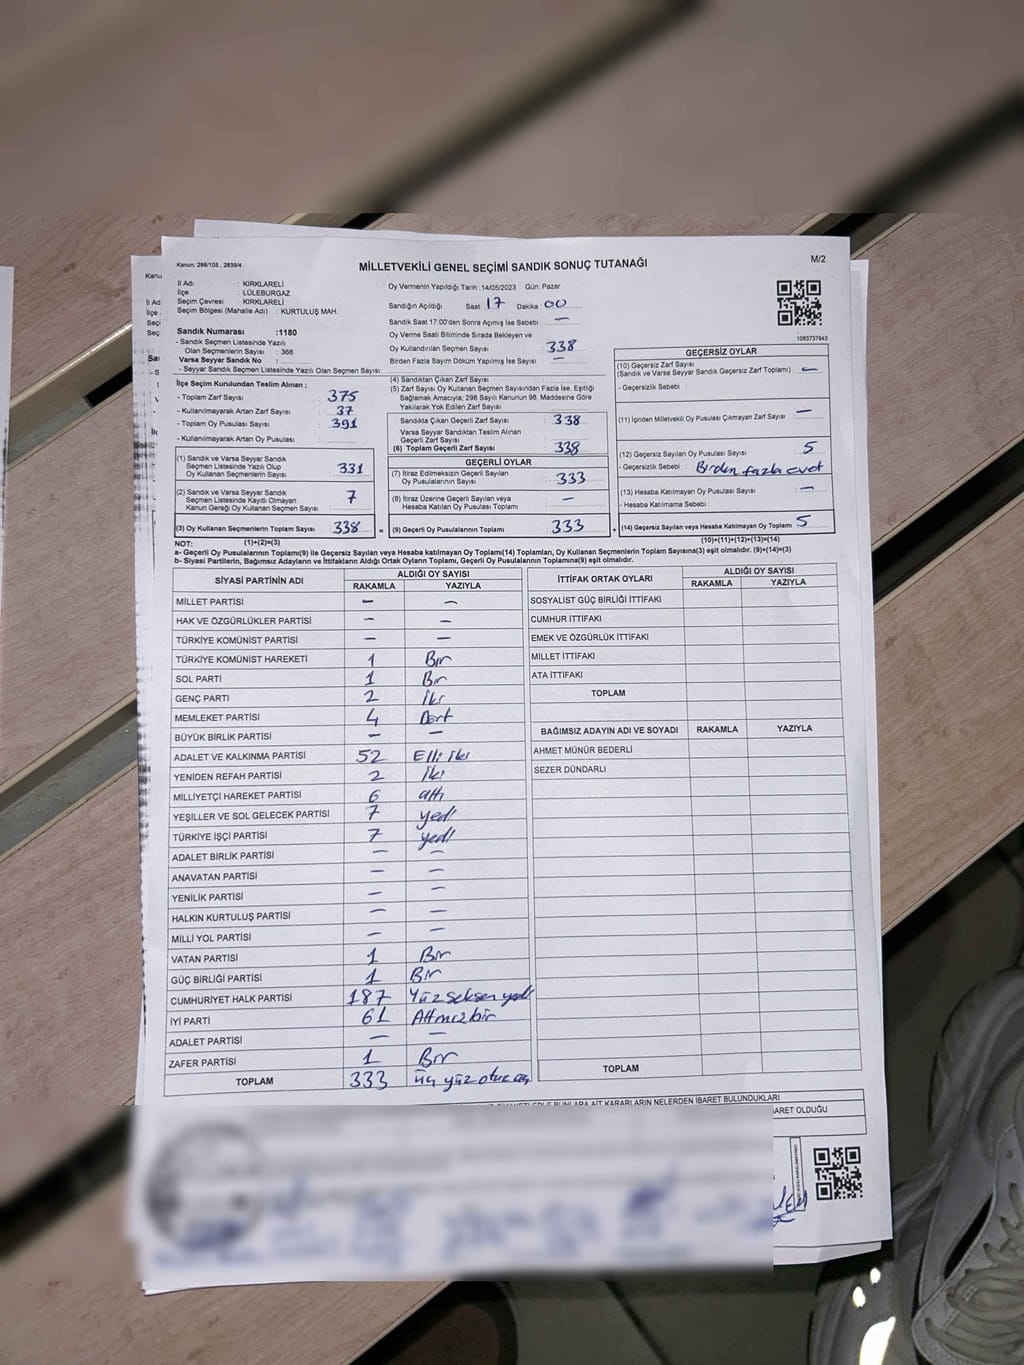 Kanun; 298/105 , 2839/4
MİLLETVEKİLİ GENEL SEÇİMİ SANDIK SONUÇ TUTANAĞI
M/2
İl Adı : KIRKLARELİ
İlçe : LÜLEBURGAZ
Seçim Çevresi : KIRKLARELİ
Seçim Bölgesi (Mahalle Adı) : KURTULUŞ MAH.
Sandık Numarası :1180
- Sandık Seçmen Listesinde Yazılı
Olan Seçmenlerin Sayısı : 368
Varsa Seyyar Sandık No :
- Seyyar Sandık Seçmen Listesinde Yazılı Olan Seçmen Sayısı:
Oy Vermenin Yapıldığı Tarih : 14/05/2023 Gün: Pazar
Sandığın Açıldığı Saat 17 Dakika : 00
Sandık Saat 17:00'den Sonra Açılmış İse Sebebi : —
Oy Verme Saati Bitiminde Sırada Bekleyen ve
Oy Kullandırılan Seçmen Sayısı 338
Birden Fazla Sayım Döküm Yapılmış İse Sayısı —
1063737943
İlçe Seçim Kurulundan Teslim Alınan ;
- Toplam Zarf Sayısı : 375
- Kullanılmayarak Artan Zarf Sayısı : 37
- Toplam Oy Pusulası Sayısı : 391
- Kullanılmayarak Artan Oy Pusulası :
(1) Sandık ve Varsa Seyyar Sandık
Seçmen Listesinde Yazılı Olup
Oy Kullanan Seçmenlerin Sayısı 331
(2) Sandık ve Varsa Seyyar Sandık
Seçmen Listesinde Kayıtlı Olmayan
Kanun Gereği Oy Kullanan Seçmen Sayısı 7
(3) Oy Kullanan Seçmenlerin Toplam Sayısı : 338
(4) Sandıktan Çıkan Zarf Sayısı
(5) Zarf Sayısı Oy Kullanan Seçmen Sayısından Fazla İse, Eşitliği
Sağlamak Amacıyla; 298 Sayılı Kanunun 98. Maddesine Göre
Yakılarak Yok Edilen Zarf Sayısı
Sandıkta Çıkan Geçerli Zarf Sayısı : 338
Varsa Seyyar Sandıktan Teslim Alınan
Geçerli Zarf Sayısı
(6) Toplam Geçerli Zarf Sayısı : 338
GEÇERLİ OYLAR
(7) İtiraz Edilmeksizin Geçerli Sayılan
Oy Pusulasının Sayısı : 333
(8) İtiraz Üzerine Geçerli Sayılan veya
Hesaba Katılan Oy Pusulası Sayısı —
= (9) Geçerli Oy Pusulalarının Toplamı : 333
GEÇERSİZ OYLAR
(10) Geçersiz Zarf Sayısı
(Sandık ve Varsa Seyyar Sandık Geçersiz Zarf Toplamı) : —
- Geçersizlik Sebebi :
(11) İçinden Milletvekili Oy Pusulası Çıkmayan Zarf Sayısı : —
(12) Geçersiz Oy Pusulası Sayısı : 5
- Geçersizlik Sebebi : Birden fazla evet
(13) Hesaba Katılmayan Oy Pusulası Sayısı : —
- Hesaba Katılmama Sebebi :
+ (14) Geçersiz Sayılan veya Hesaba Katılmayan Oy Toplamı : 5
NOT: (1)+(2)=(3)
(10)+(11)+(12)+(13)=(14)
a- Geçerli Oy Pusulalarının Toplamı(9) ile Geçersiz Sayılan veya Hesaba katılmayan Oy Toplamı(14) Toplamları, Oy Kullanan Seçmenlerin Toplam Sayısına(3) eşit olmalıdır. (9)+(14)=(3)
b- Siyasi Partilerin, Bağımsız Adayların ve İttifakların Aldığı Ortak Oyların Toplamı, Geçerli Oy Pusulalarının Toplamına(9) eşit olmalıdır.
SİYASİ PARTİNİN ADI ALDIĞI OY SAYISI
RAKAMLA YAZIYLA
MİLLET PARTİSİ — —
HAK VE ÖZGÜRLÜKLER PARTİSİ — —
TÜRKİYE KOMÜNİST PARTİSİ — —
TÜRKİYE KOMÜNİST HAREKETİ 1 Bir
SOL PARTİ 1 Bir
GENÇ PARTİ 2 İki
MEMLEKET PARTİSİ 4 Dört
BÜYÜK BİRLİK PARTİSİ — —
ADALET VE KALKINMA PARTİSİ 52 Elli iki
YENİDEN REFAH PARTİSİ 2 İki
MİLLİYETÇİ HAREKET PARTİSİ 6 altı
YEŞİLLER VE SOL GELECEK PARTİSİ 7 yedi
TÜRKİYE İŞÇİ PARTİSİ 7 yedi
ADALET BİRLİK PARTİSİ — —
ANAVATAN PARTİSİ — —
YENİLİK PARTİSİ — —
HALKIN KURTULUŞ PARTİSİ — —
MİLLİ YOL PARTİSİ — —
VATAN PARTİSİ 1 Bir
GÜÇ BİRLİĞİ PARTİSİ 1 Bir
CUMHURİYET HALK PARTİSİ 187 Yüz seksen yedi
İYİ PARTİ 61 Altmış bir
ADALET PARTİSİ — —
ZAFER PARTİSİ 1 Bir
TOPLAM 333 üç yüz otuz üç
İTTİFAK ORTAK OYLARI ALDIĞI OY SAYISI
RAKAMLA YAZIYLA
SOSYALİST GÜÇ BİRLİĞİ İTTİFAKI
CUMHUR İTTİFAKI
EMEK VE ÖZGÜRLÜK İTTİFAKI
MİLLET İTTİFAKI
ATA İTTİFAKI
TOPLAM
BAĞIMSIZ ADAYIN ADI VE SOYADI RAKAMLA YAZIYLA
AHMET MÜNÜR BEDERLİ
SEZER DÜNDARLI
TOPLAM
BUNLARA AİT KARARLARIN NELERDEN İBARET BULUNDUKLARI
OLDUĞU